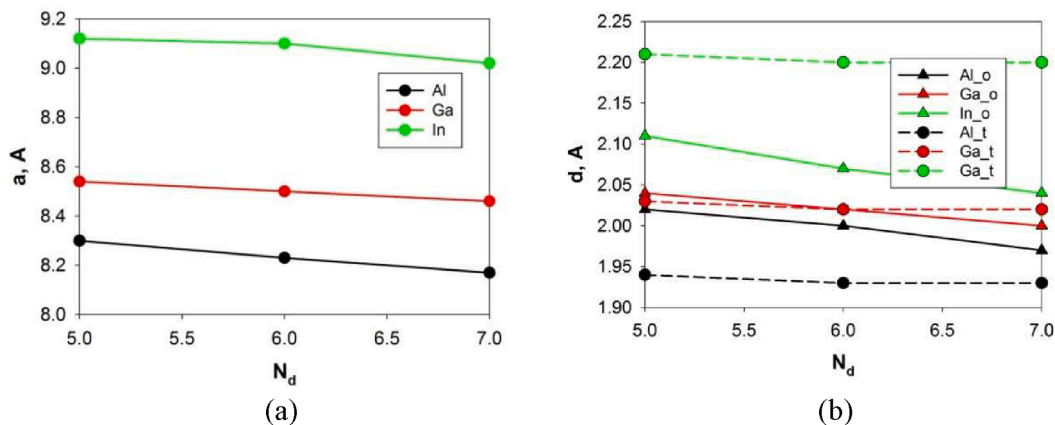 9.2
9.0
8.8
8.6
8.4
8.2
8.0
a, A
5.0 5.5 6.0 6.5 7.0
N_d
Al
Ga
In
(a)
2.25
2.20
2.15
2.10
2.05
2.00
1.95
1.90
d, A
5.0 5.5 6.0 6.5 7.0
N_d
Al_o
Ga_o
In_o
Al_t
Ga_t
Ga_t
(b)